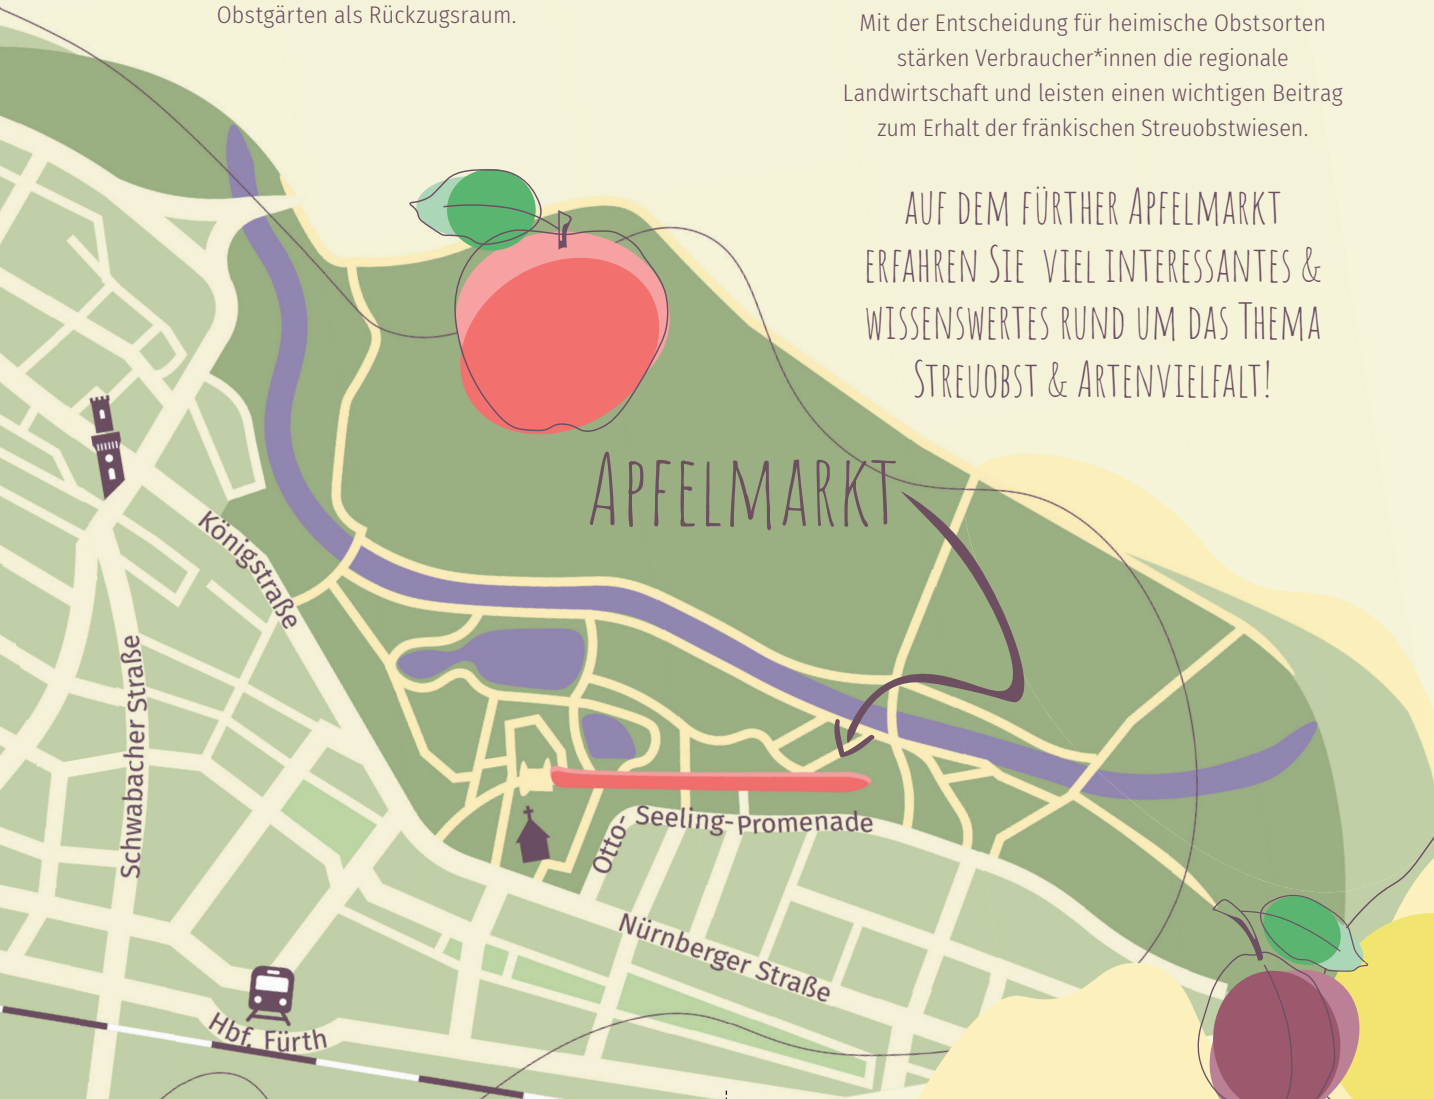 Obstgärten als Rückzugsraum.
Mit der Entscheidung für heimische Obstsorten
stärken Verbraucher*innen die regionale
Landwirtschaft und leisten einen wichtigen Beitrag
zum Erhalt der fränkischen Streuobstwiesen.
auf dem Fürther Apfelmarkt
erfahren Sie viel interessantes &
wissenswertes rund um das Thema
Streuobst & Artenvielfalt!
Apfelmarkt
Königstraße
Schwabacher Straße
Otto-Seeling-Promenade
Nürnberger Straße
Hbf. Fürth